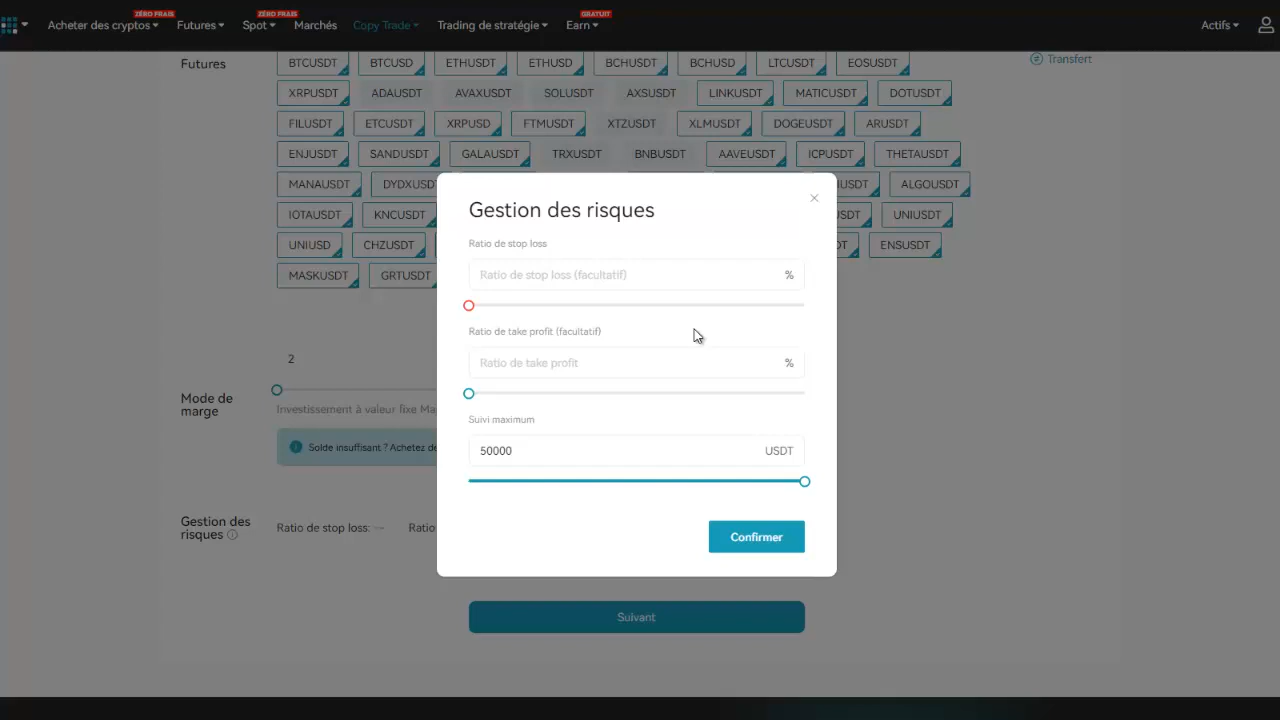 ZÉRO FRAIS ZÉRO FRAIS GRATUIT
Acheter des cryptos Futures Spot Marchés Copy Trade Trading de stratégie Earn Actifs
Futures BTCUSDT BTCUSD ETHUSDT ETHUSD BCHUSDT BCHUSD LTCUSDT EOSUSDT Transfert
XRPUSDT ADAUSDT AVAXUSDT SOLUSDT AXSUSDT LINKUSDT MATICUSDT DOTUSDT
FILUSDT ETCUSDT XRPUSD FTMUSDT XTZUSDT XLMUSDT DOGEUSDT ARUSDT
ENJUSDT SANDUSDT GALAUSDT TRXUSDT BNBUSDT AAVEUSDT ICPUSDT THETAUSDT
MANAUSDT DYDXUSD IUSDT ALGOUSDT
IOTAUSDT KNCUSDT SDT UNIUSDT
UNIUSD CHZUSDT DT ENSUSDT
MASKUSDT GRTUSDT
Gestion des risques
Ratio de stop loss
Ratio de stop loss (facultatif) %
Ratio de take profit (facultatif)
Ratio de take profit %
Suivi maximum
50000 USDT
Confirmer
2
Mode de
marge
Investissement à valeur fixe Ma
Solde insuffisant ? Achetez de
Gestion des
risques
Ratio de stop loss: -- Ratio
Suivant